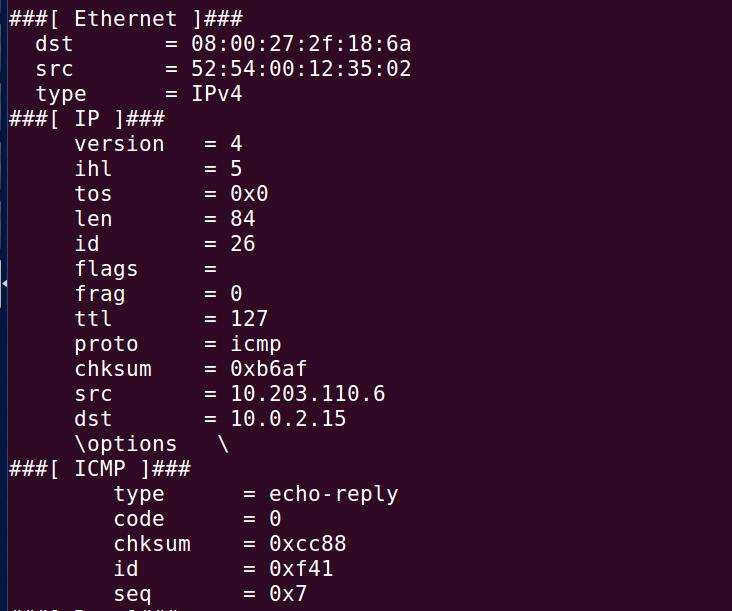 ###[ Ethernet ]###
  dst       = 08:00:27:2f:18:6a
  src       = 52:54:00:12:35:02
  type      = IPv4
###[ IP ]###
     version   = 4
     ihl       = 5
     tos       = 0x0
     len       = 84
     id        = 26
     flags     =
     frag      = 0
     ttl       = 127
     proto     = icmp
     chksum    = 0xb6af
     src       = 10.203.110.6
     dst       = 10.0.2.15
     \options   \
###[ ICMP ]###
        type      = echo-reply
        code      = 0
        chksum    = 0xcc88
        id        = 0xf41
        seq       = 0x7